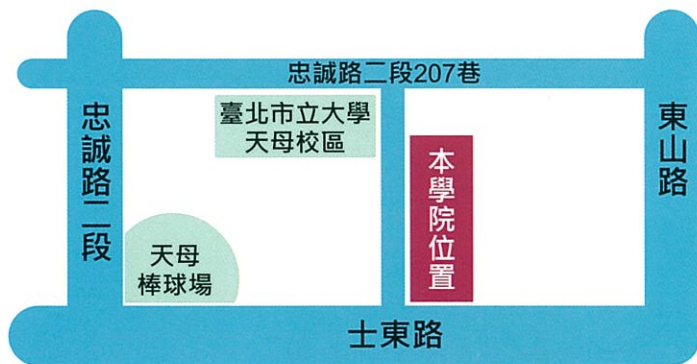 忠誠路二段207巷
臺北市立大學
天母校區
忠誠路二段
東山路
本學院位置
天母
棒球場
士東路